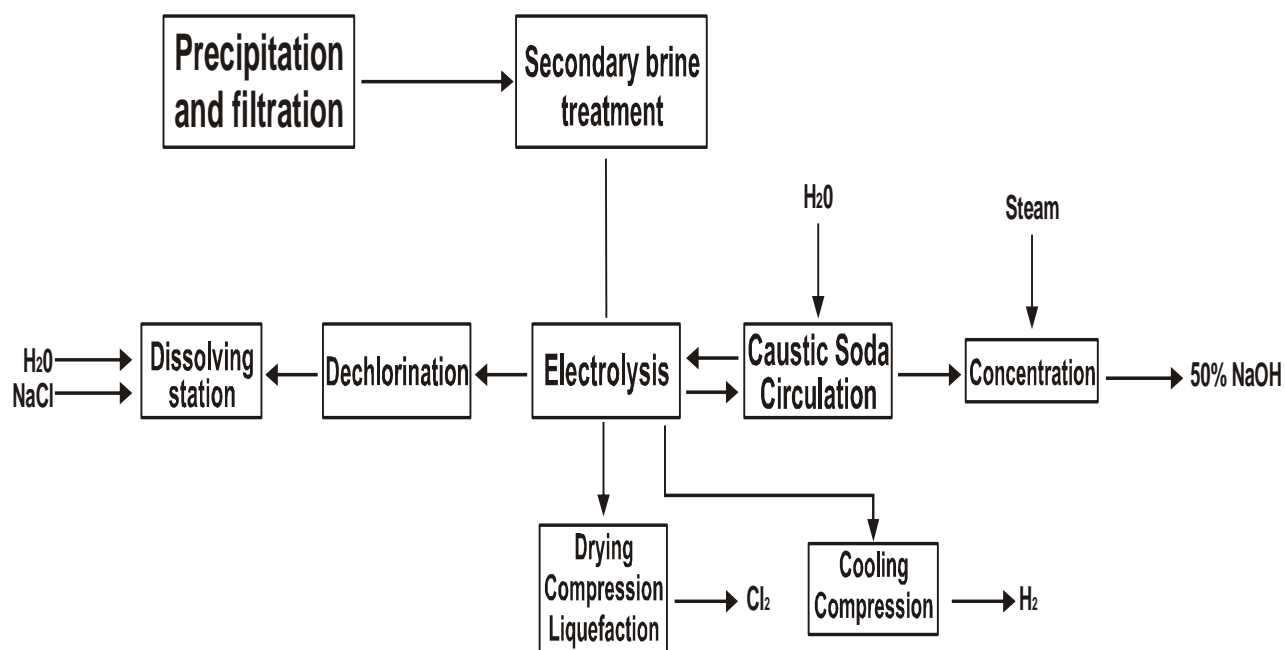 Precipitation
and filtration
Secondary brine
treatment
H₂0
Steam
H₂0
NaCl
Dissolving
station
Dechlorination
Electrolysis
Caustic Soda
Circulation
Concentration
50% NaOH
Drying
Compression
Liquefaction
Cl₂
Cooling
Compression
H₂